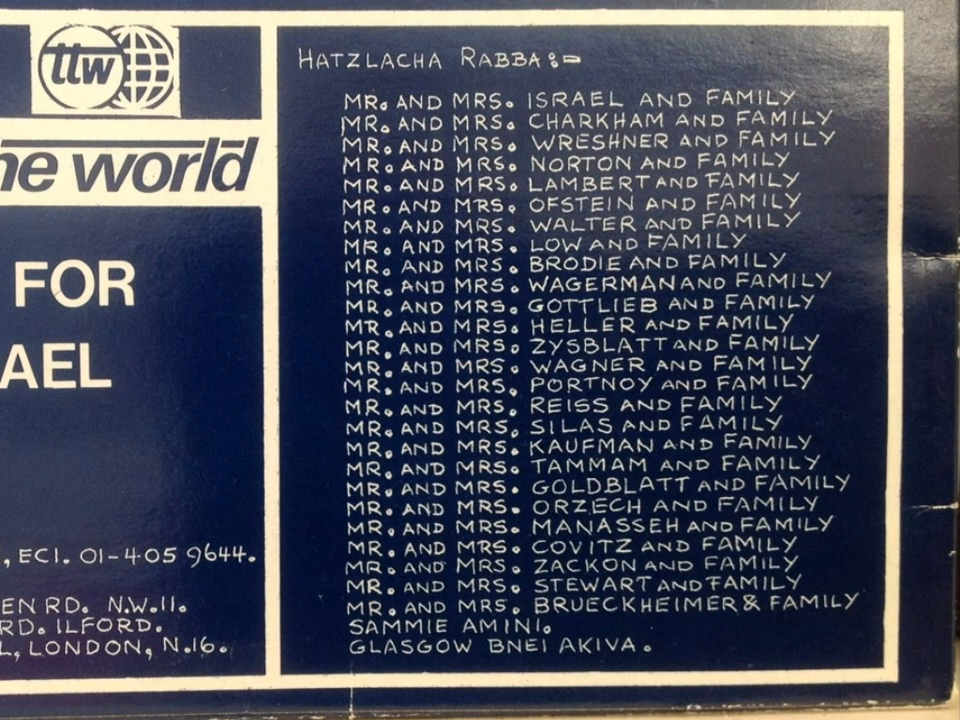 ttw
he world
FOR
AEL
, EC1. 01-405 9644.
EN RD. N.W.11.
RD. ILFORD.
L, LONDON, N.16.
HATZLACHA RABBA:-
MR. AND MRS. ISRAEL AND FAMILY
MR. AND MRS. CHARKHAM AND FAMILY
MR. AND MRS. WRESHNER AND FAMILY
MR. AND MRS. NORTON AND FAMILY
MR. AND MRS. LAMBERT AND FAMILY
MR. AND MRS. OFSTEIN AND FAMILY
MR. AND MRS. WALTER AND FAMILY
MR. AND MRS. LOW AND FAMILY
MR. AND MRS. BRODIE AND FAMILY
MR. AND MRS. WAGERMAN AND FAMILY
MR. AND MRS. GOTTLIEB AND FAMILY
MR. AND MRS. HELLER AND FAMILY
MR. AND MRS. ZYSBLATT AND FAMILY
MR. AND MRS. WAGNER AND FAMILY
MR. AND MRS. PORTNOY AND FAMILY
MR. AND MRS. REISS AND FAMILY
MR. AND MRS. SILAS AND FAMILY
MR. AND MRS. KAUFMAN AND FAMILY
MR. AND MRS. TAMMAM AND FAMILY
MR. AND MRS. GOLDBLATT AND FAMILY
MR. AND MRS. ORZECH AND FAMILY
MR. AND MRS. MANASSEH AND FAMILY
MR. AND MRS. COVITZ AND FAMILY
MR. AND MRS. ZACKON AND FAMILY
MR. AND MRS. STEWART AND FAMILY
MR. AND MRS. BRUECKHEIMER & FAMILY
SAMMIE AMINI.
GLASGOW BNEI AKIVA.